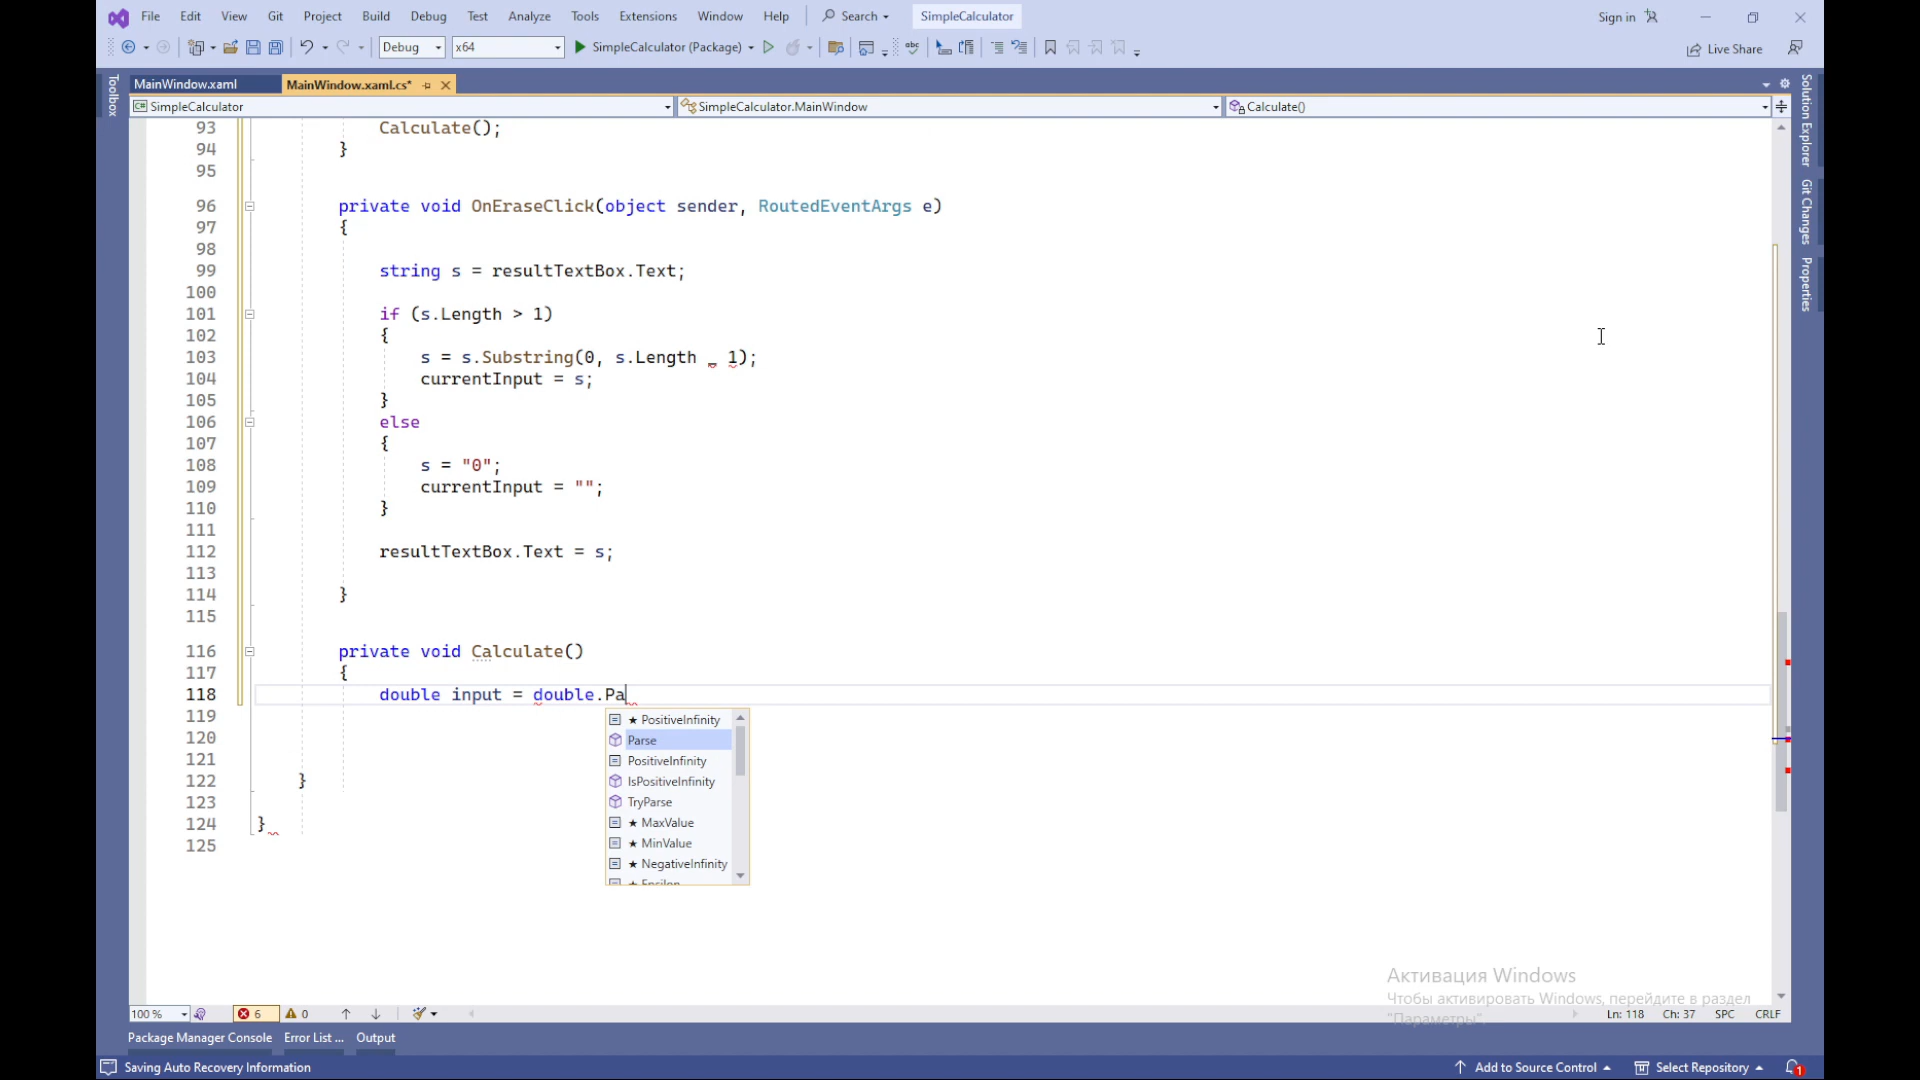 File Edit View Git Project Build Debug Test Analyze Tools Extensions Window Help Search SimpleCalculator Sign in
Debug x64 SimpleCalculator (Package) Live Share
MainWindow.xaml MainWindow.xaml.cs*
SimpleCalculator SimpleCalculator.MainWindow Calculate()
Toolbox
Solution Explorer
Git Changes
Properties
93 Calculate();
94 }
95
96 private void OnEraseClick(object sender, RoutedEventArgs e)
97 {
98
99 string s = resultTextBox.Text;
100
101 if (s.Length > 1)
102 {
103 s = s.Substring(0, s.Length _ 1);
104 currentInput = s;
105 }
106 else
107 {
108 s = "0";
109 currentInput = "";
110 }
111
112 resultTextBox.Text = s;
113
114 }
115
116 private void Calculate()
117 {
118 double input = double.Pa
119
120
121
122 }
123
124 }
125
★ PositiveInfinity
Parse
PositiveInfinity
IsPositiveInfinity
TryParse
★ MaxValue
★ MinValue
★ NegativeInfinity
★ Epsilon
Активация Windows
Чтобы активировать Windows, перейдите в раздел
"Параметры".
100 % 6 0 Ln: 118 Ch: 37 SPC CRLF
Package Manager Console Error List ... Output
Saving Auto Recovery Information Add to Source Control Select Repository 1